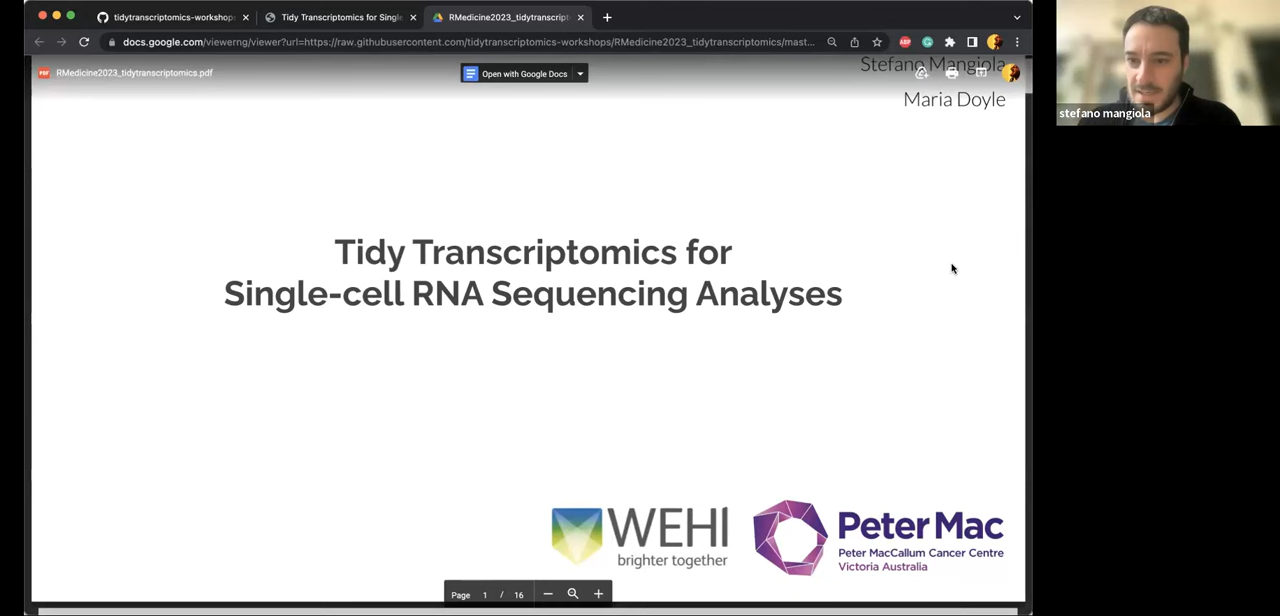 tidytranscriptomics-workshops
Tidy Transcriptomics for Single
RMedicine2023_tidytranscript
docs.google.com/viewerng/viewer?url=https://raw.githubusercontent.com/tidytranscriptomics-workshops/RMedicine2023_tidytranscriptomics/mast...
PDF
RMedicine2023_tidytranscriptomics.pdf
Open with Google Docs
Stefano Mangiola
Maria Doyle
stefano mangiola
Tidy Transcriptomics for
Single-cell RNA Sequencing Analyses
WEHI
brighter together
Peter Mac
Peter MacCallum Cancer Centre
Victoria Australia
Page 1 / 16